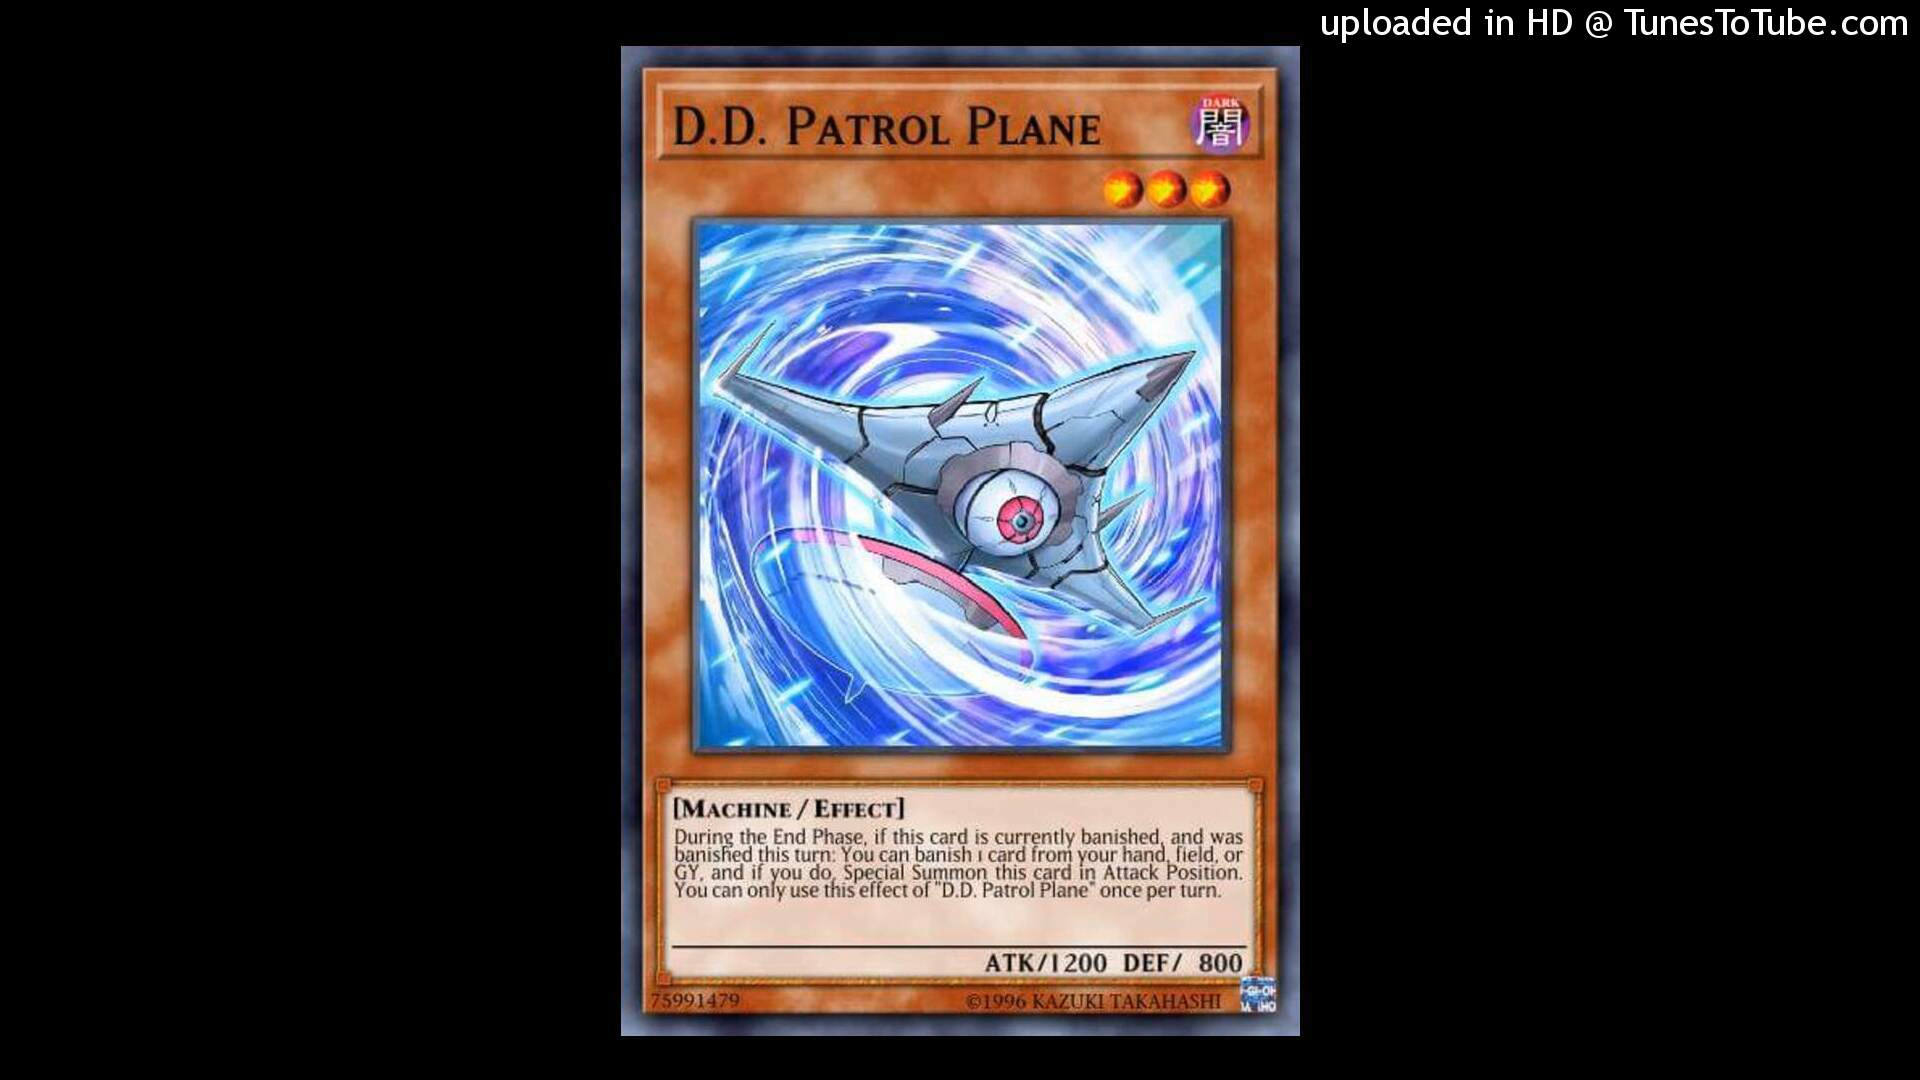 uploaded in HD @ TunesToTube.com
D.D. Patrol Plane
DARK
闇
[Machine / Effect]
During the End Phase, if this card is currently banished, and was
banished this turn: You can banish 1 card from your hand, field, or
GY, and if you do, Special Summon this card in Attack Position.
You can only use this effect of "D.D. Patrol Plane" once per turn.
ATK/1200 DEF/ 800
75991479
©1996 KAZUKI TAKAHASHI